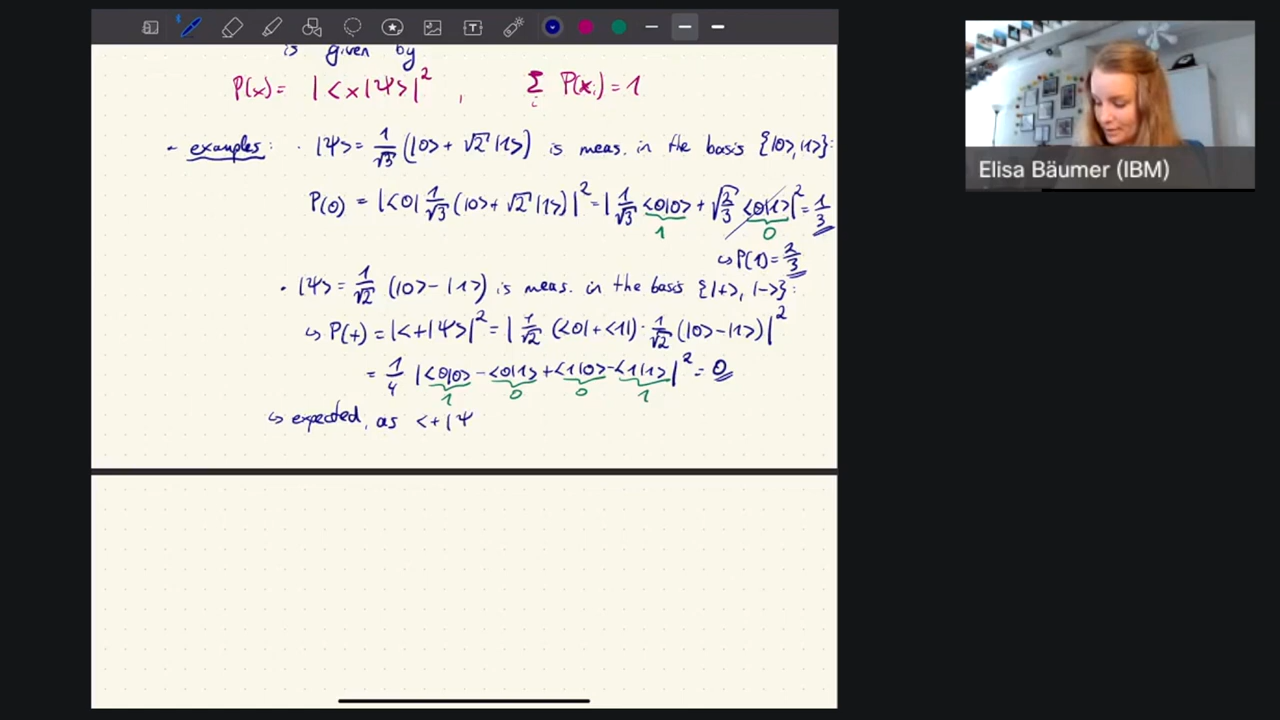 is given by
P(x) = |<x|Ψ>|² , Σᵢ P(xᵢ) = 1
- examples: · |Ψ> = 1/√3 (|0> + √2 |1>) is meas. in the basis {|0>, |1>}:
P(0) = |<0| 1/√3 (|0> + √2 |1>)|² = |1/√3 <0|0> + √2/3 <0|1>|² = 1/3
1 0
↳ P(1) = 2/3
· |Ψ> = 1/√2 (|0> - |1>) is meas. in the basis {|+>, |->}:
↳ P(+) = |<+|Ψ>|² = |1/√2 (<0| + <1|) · 1/√2 (|0> - |1>)|²
= 1/4 |<0|0> - <0|1> + <1|0> - <1|1>|² = 0
1 0 0 1
↳ expected, as <+|Ψ
Elisa Bäumer (IBM)